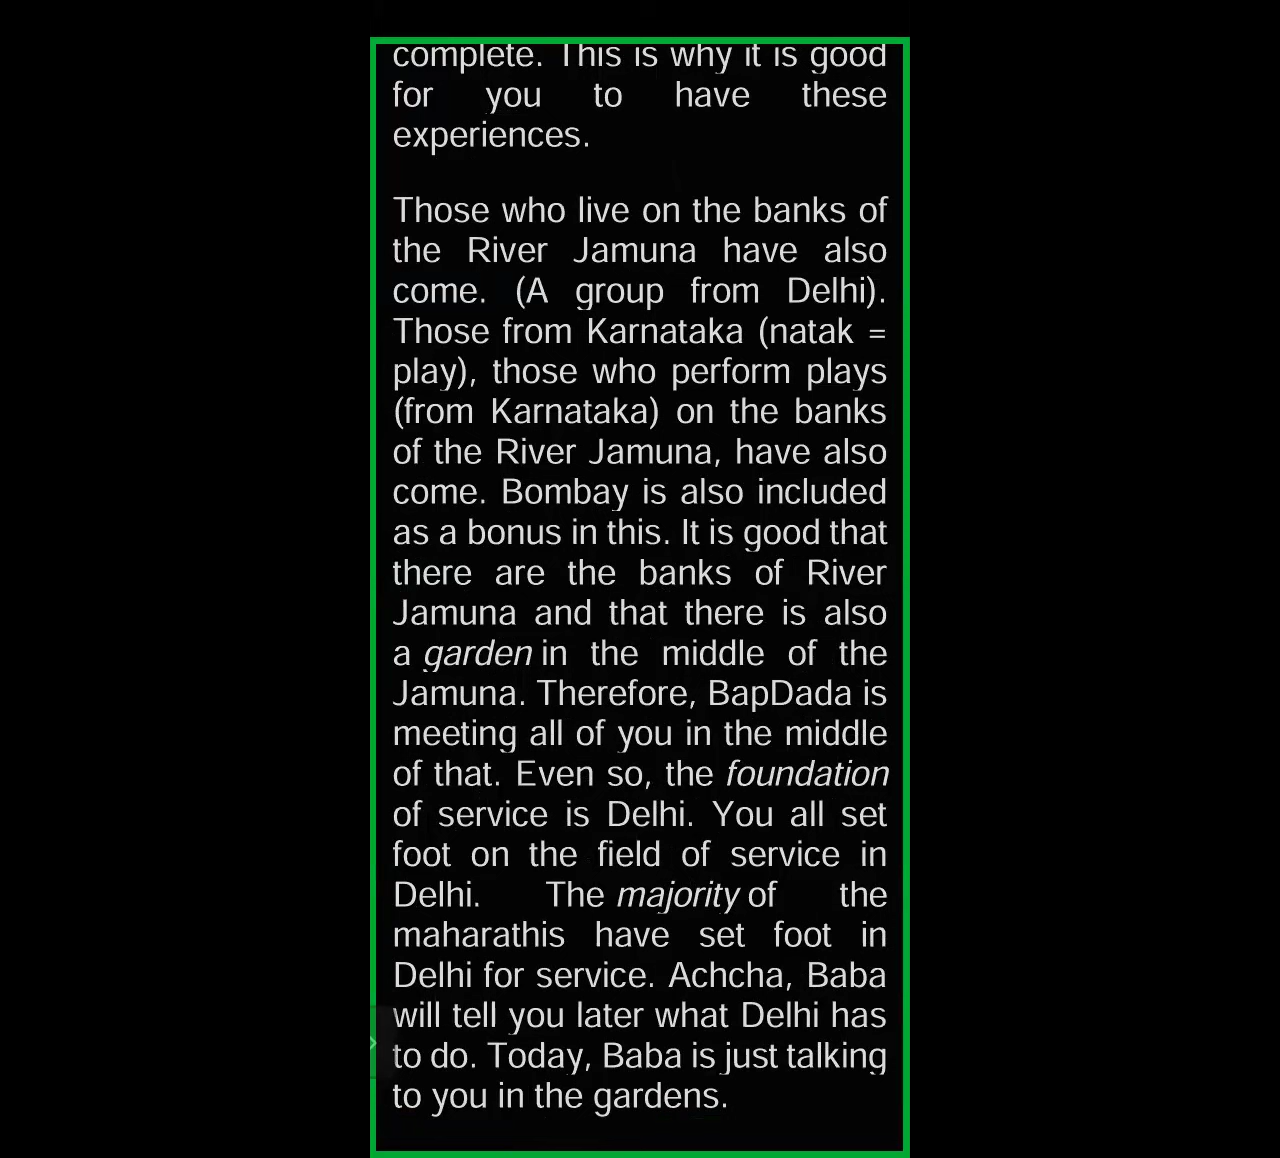 complete. This is why it is good
for you to have these
experiences.
Those who live on the banks of
the River Jamuna have also
come. (A group from Delhi).
Those from Karnataka (natak =
play), those who perform plays
(from Karnataka) on the banks
of the River Jamuna, have also
come. Bombay is also included
as a bonus in this. It is good that
there are the banks of River
Jamuna and that there is also
a garden in the middle of the
Jamuna. Therefore, BapDada is
meeting all of you in the middle
of that. Even so, the foundation
of service is Delhi. You all set
foot on the field of service in
Delhi. The majority of the
maharathis have set foot in
Delhi for service. Achcha, Baba
will tell you later what Delhi has
to do. Today, Baba is just talking
to you in the gardens.